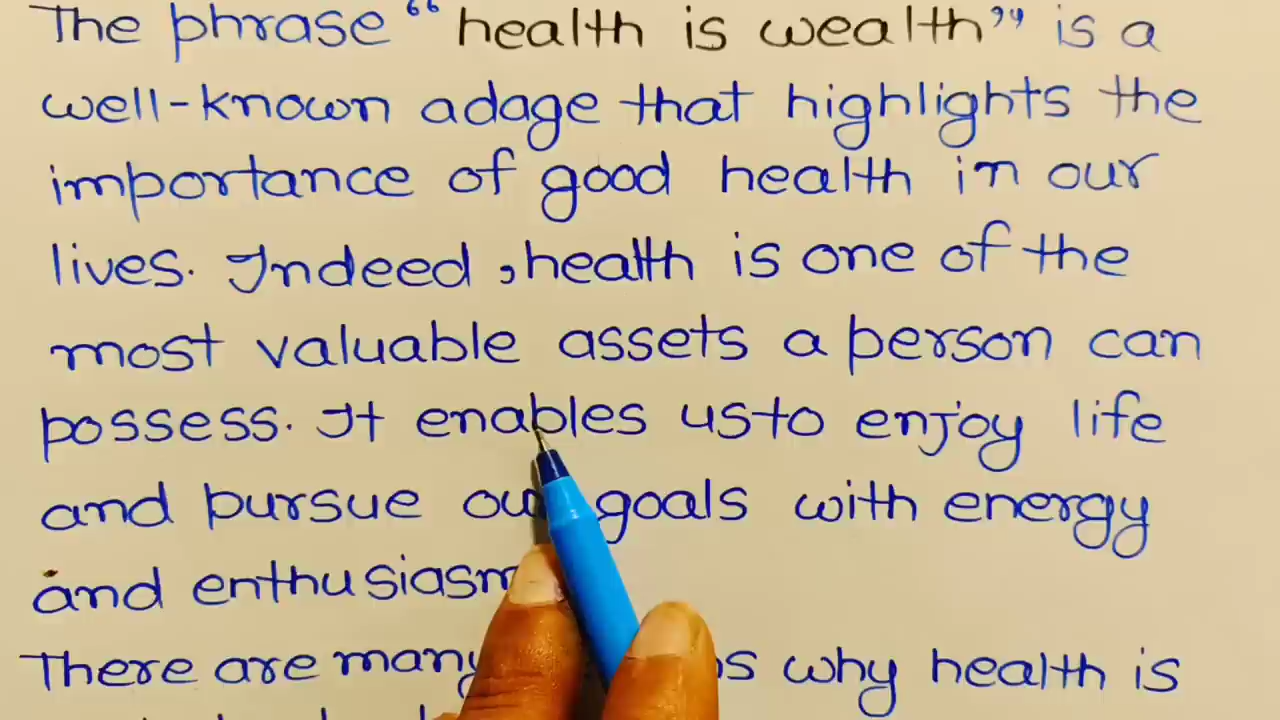 The phrase "health is wealth" is a
well-known adage that highlights the
importance of good health in our
lives. Indeed, health is one of the
most valuable assets a person can
possess. It enables us to enjoy life
and pursue goals with energy
and
There are many why health is